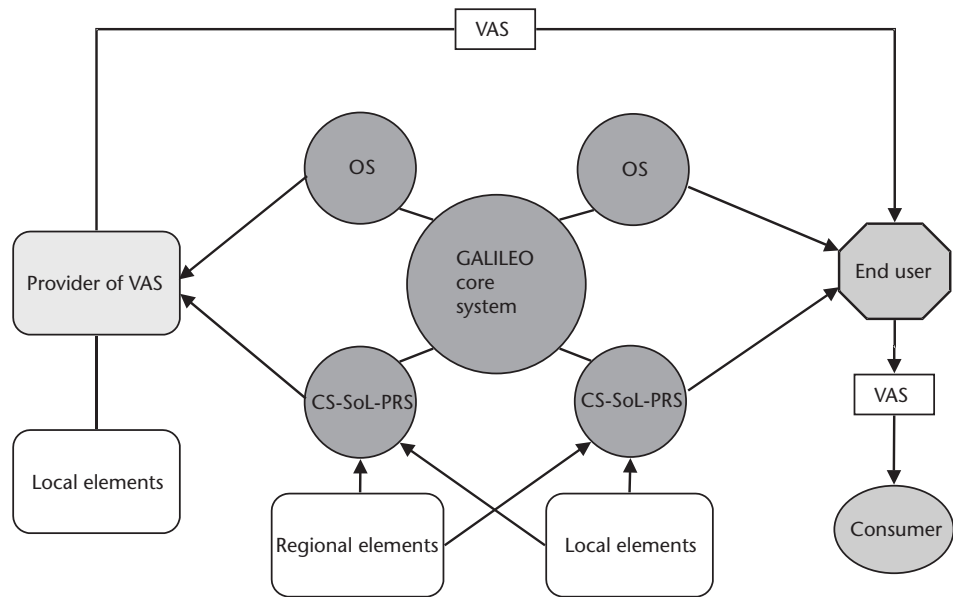 VAS
OS
OS
GALILEO
core
system
Provider of VAS
End user
CS-SoL-PRS
CS-SoL-PRS
VAS
Local elements
Regional elements
Local elements
Consumer